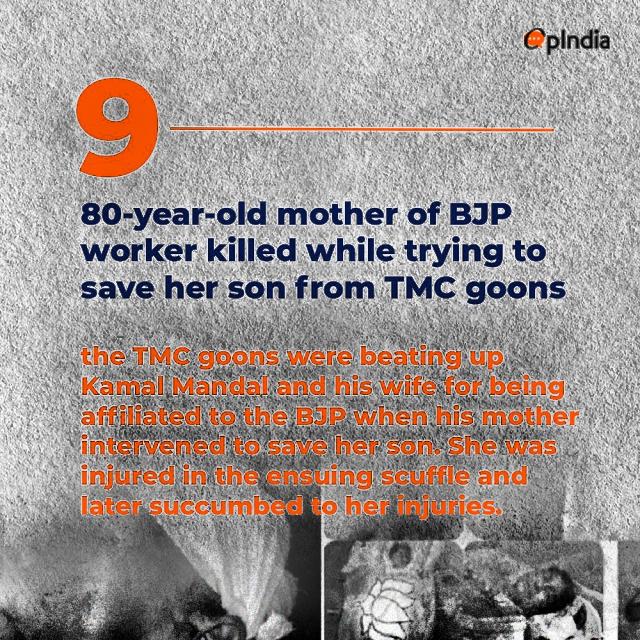 OpIndia
9
80-year-old mother of BJP
worker killed while trying to
save her son from TMC goons
the TMC goons were beating up
Kamal Mandal and his wife for being
affiliated to the BJP when his mother
intervened to save her son. She was
injured in the ensuing scuffle and
later succumbed to her injuries.